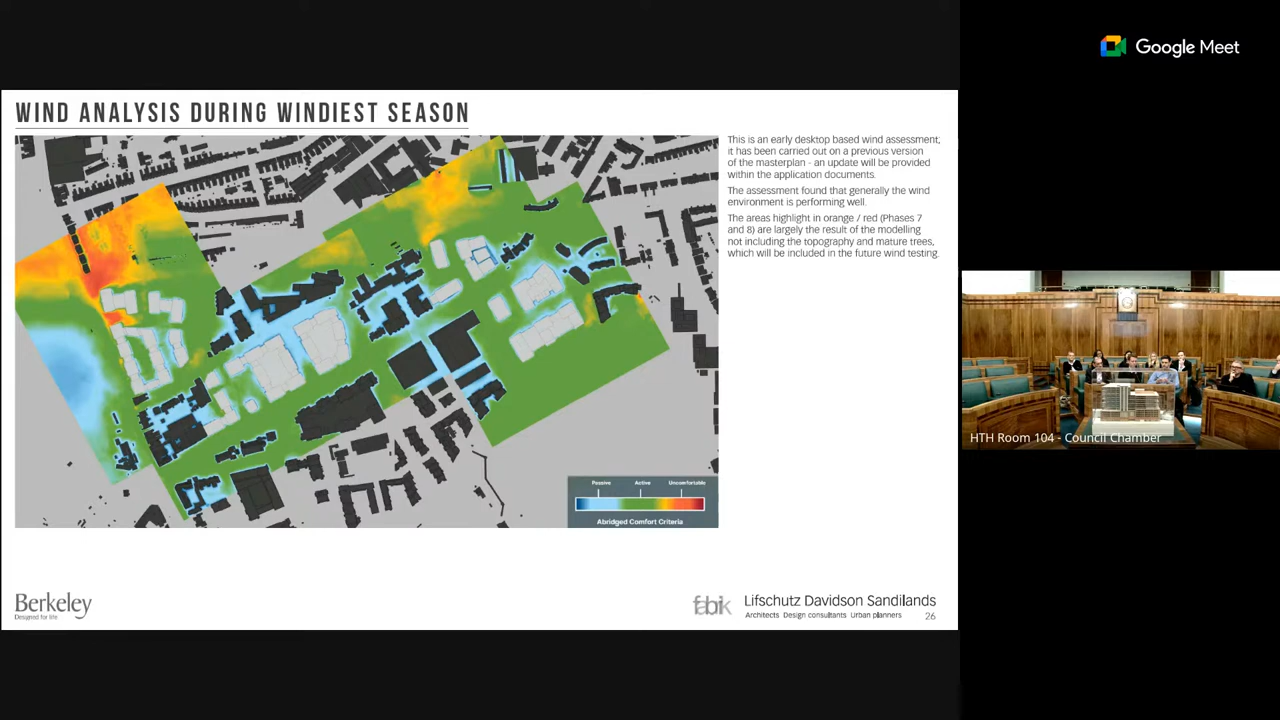 Google Meet
WIND ANALYSIS DURING WINDIEST SEASON
This is an early desktop based wind assessment,
it has been carried out on a previous version
of the masterplan - an update will be provided
within the application documents.
The assessment found that generally the wind
environment is performing well.
The areas highlight in orange / red (Phases 7
and 8) are largely the result of the modelling
not including the topography and mature trees,
which will be included in the future wind testing.
Passive Active Uncomfortable
Abridged Comfort Criteria
HTH Room 104 - Council Chamber
Berkeley
Designed for life
fabik
Lifschutz Davidson Sandilands
Architects Design consultants Urban planners
26